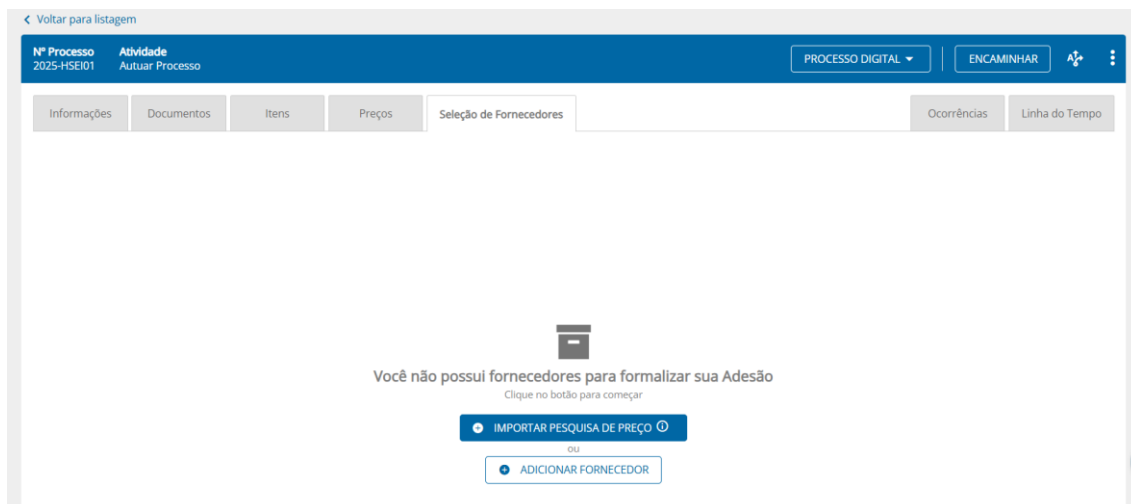 Voltar para listagem
Nº Processo Atividade
2025-HSEI01 Autuar Processo
PROCESSO DIGITAL
ENCAMINHAR
Informações
Documentos
Itens
Preços
Seleção de Fornecedores
Ocorrências
Linha do Tempo
Você não possui fornecedores para formalizar sua Adesão
Clique no botão para começar
IMPORTAR PESQUISA DE PREÇO
ou
ADICIONAR FORNECEDOR